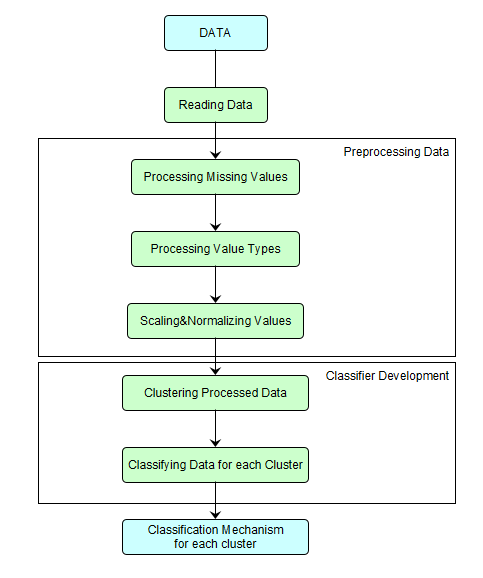 DATA
Reading Data
Preprocessing Data
Processing Missing Values
Processing Value Types
Scaling&Normalizing Values
Classifier Development
Clustering Processed Data
Classifying Data for each Cluster
Classification Mechanism
for each cluster